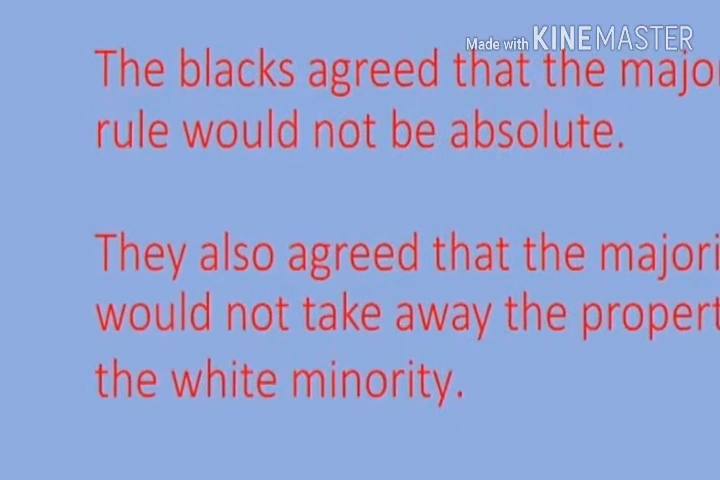 Made with KINEMASTER
The blacks agreed that the majo
rule would not be absolute.
They also agreed that the majori
would not take away the propert
the white minority.